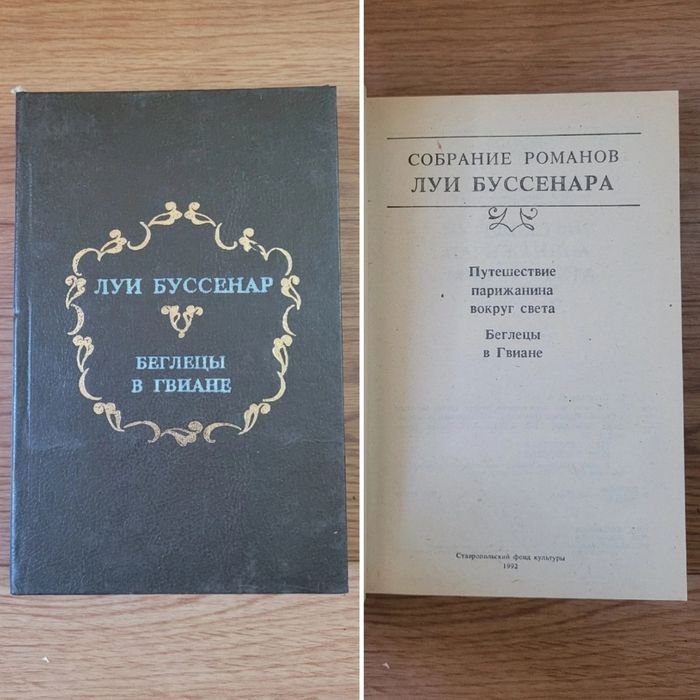 ЛУИ БУССЕНАР
БЕГЛЕЦЫ
В ГВИАНЕ
СОБРАНИЕ РОМАНОВ
ЛУИ БУССЕНАРА
Путешествие
парижанина
вокруг света
Беглецы
в Гвиане
Ставропольский фонд культуры
1992